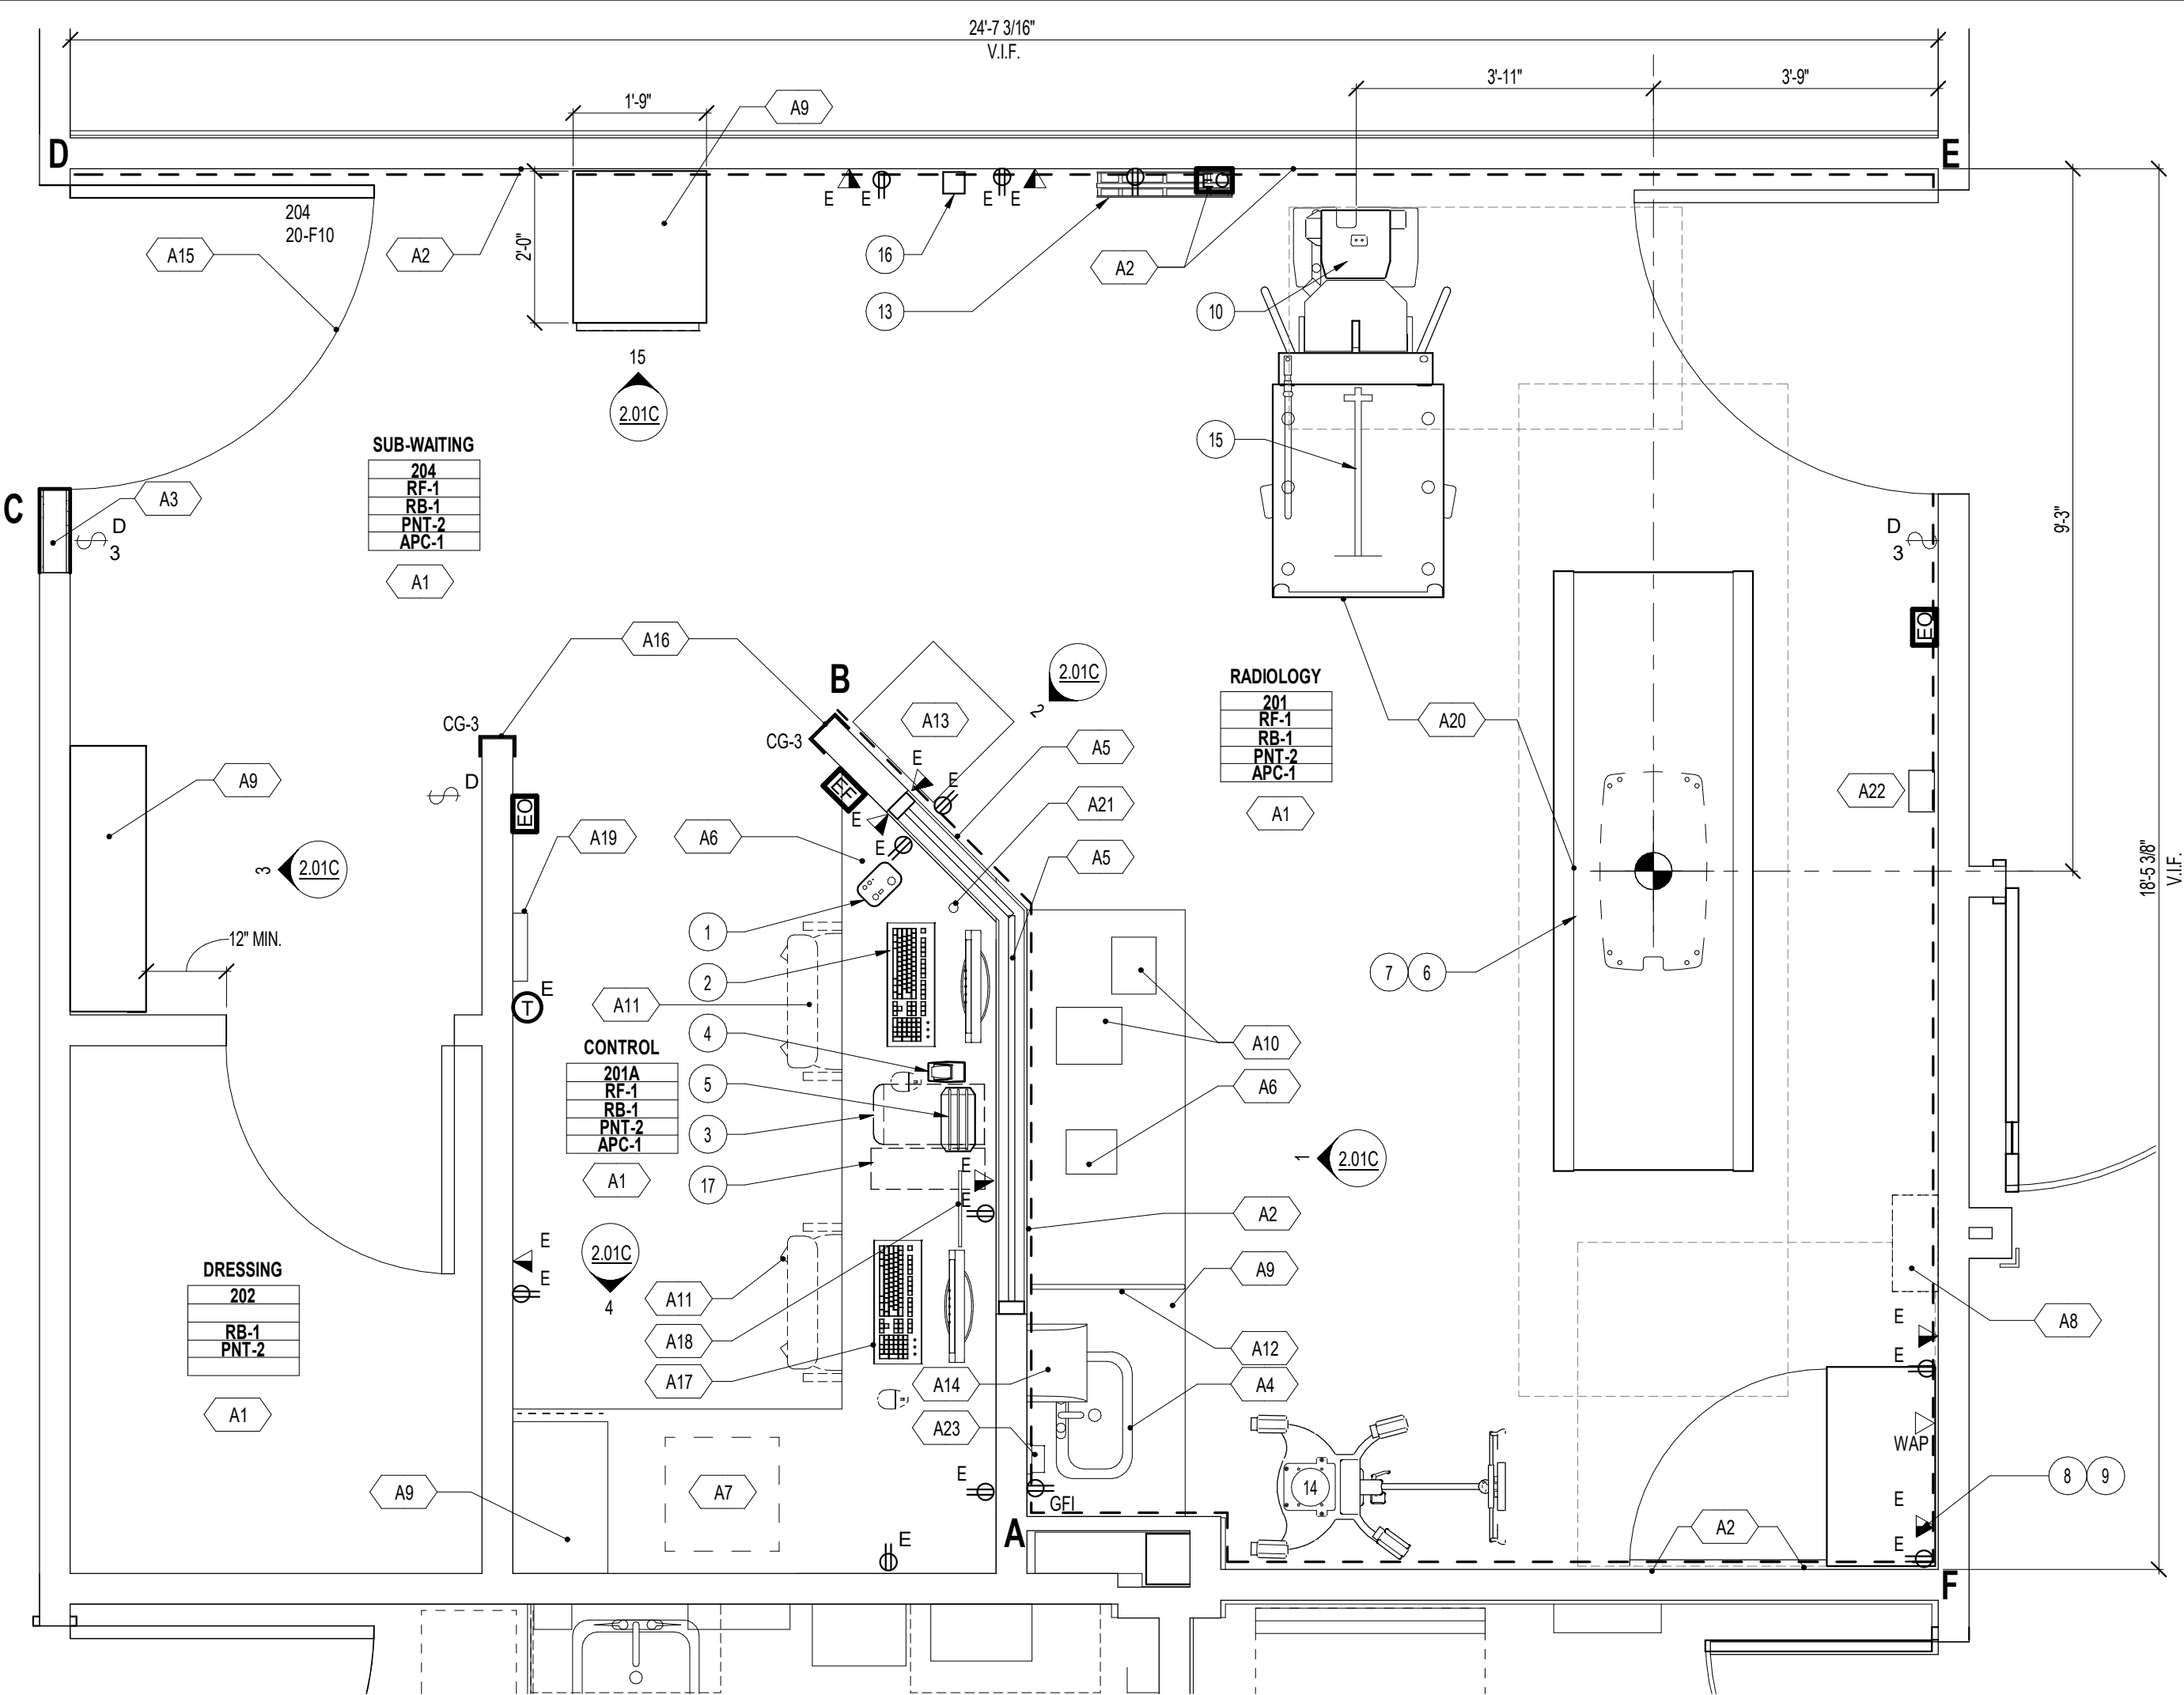 24'-7 3/16"
V.I.F.
3'-11"
3'-9"
1'-9"
A9
D
E
204
20-F10
A15
A2
2'-0"
E
E
E
E
16
A2
13
10
15
2.01C
15
SUB-WAITING
204
RF-1
RB-1
PNT-2
APC-1
A1
C
A3
D
3
D
3
9'-3"
18'-5 3/8"
V.I.F.
EO
A16
B
A13
2.01C
2
CG-3
CG-3
RADIOLOGY
201
RF-1
RB-1
PNT-2
APC-1
A1
A20
A5
A9
D
EO
EF
E
E
E
E
A22
A21
A19
A6
A5
3
2.01C
12" MIN.
1
2
A11
T
E
4
7
6
A10
CONTROL
201A
RF-1
RB-1
PNT-2
APC-1
A1
5
3
17
A6
E
E
1
2.01C
A2
E
E
2.01C
4
A9
DRESSING
202
RB-1
PNT-2
A1
A11
A18
A17
A12
A14
A4
A23
A8
E
E
WAP
A9
A7
E
E
GFI
14
8
9
E
E
A
A2
F